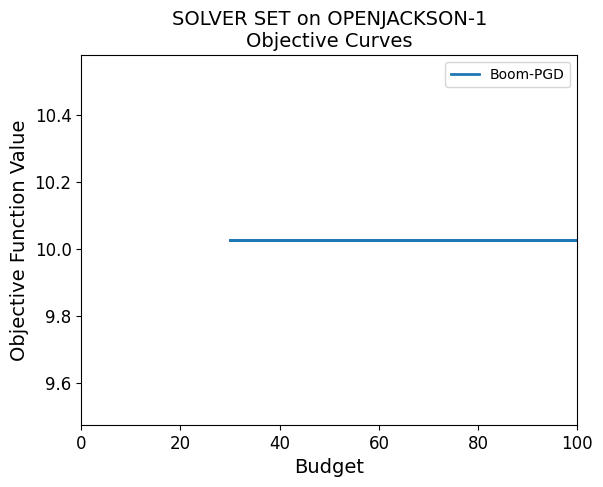 SOLVER SET on OPENJACKSON-1
Objective Curves
Boom-PGD
Objective Function Value
10.4
10.2
10.0
9.8
9.6
0 20 40 60 80 100
Budget